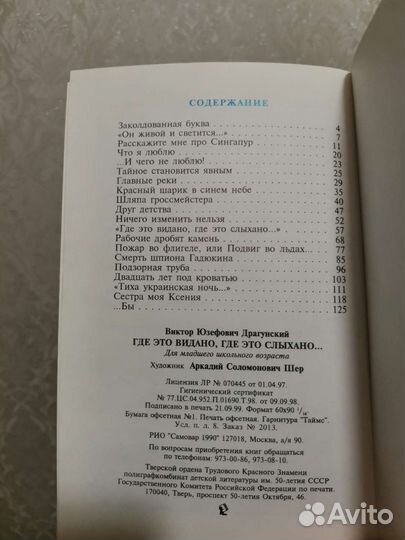 СОДЕРЖАНИЕ
Заколдованная буква 4
«Он живой и светится...» 7
Расскажите мне про Сингапур 11
Что я люблю 20
...И чего не люблю! 23
Тайное становится явным 25
Главные реки 29
Красный шарик в синем небе 35
Шляпа гроссмейстера 40
Друг детства 47
Ничего изменить нельзя 52
«Где это видано, где это слыхано...» 57
Рабочие дробят камень 68
Пожар во флигеле, или Подвиг во льдах... 77
Смерть шпиона Гадюкина 85
Подзорная труба 96
Двадцать лет под кроватью 103
«Тиха украинская ночь...» 111
Сестра моя Ксения 118
...Бы 125
Виктор Юзефович Драгунский
ГДЕ ЭТО ВИДАНО, ГДЕ ЭТО СЛЫХАНО...
Для младшего школьного возраста
Художник Аркадий Соломонович Шер
Лицензия ЛР № 070445 от 01.04.97.
Гигиенический сертификат
№ 77.ЦС.04.952.П.01690.Т.98. от 09.09.98.
Подписано в печать 21.09.99. Формат 60x90 1/16.
Бумага офсетная №1. Печать офсетная. Гарнитура "Таймс".
Усл. п. л. 8. Заказ № 2013.
РИО "Самовар 1990" 127018, Москва, а/я 90.
По вопросам приобретения книг обращаться
по телефонам: 973-00-86, 973-08-10.
Тверской ордена Трудового Красного Знамени
полиграфкомбинат детской литературы им. 50-летия СССР
Государственного Комитета Российской Федерации по печати.
170040, Тверь, проспект 50-летия Октября, 46.
Avito